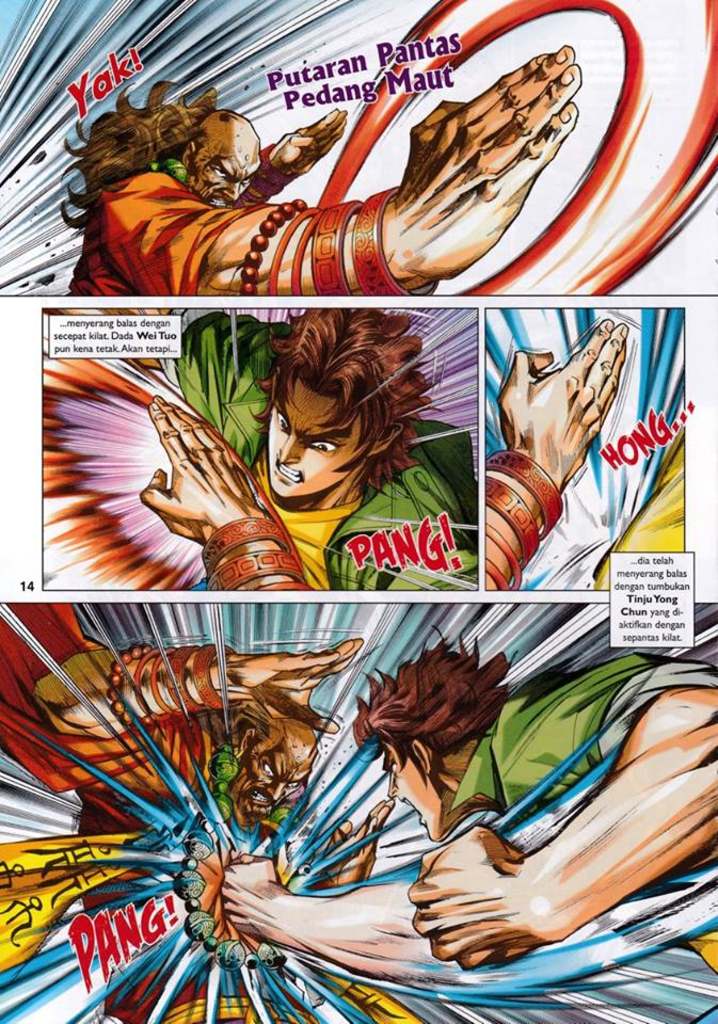 Yak!
Putaran Pantas
Pedang Maut
...menyerang balas dengan
secepat kilat. Dada Wei Tuo
pun kena tetak. Akan tetapi...
PANG!
HONG...
14
...dia telah
menyerang balas
dengan tumbukan
Tinju Yong
Chun yang di-
aktifkan dengan
sepantas kilat.
PANG!